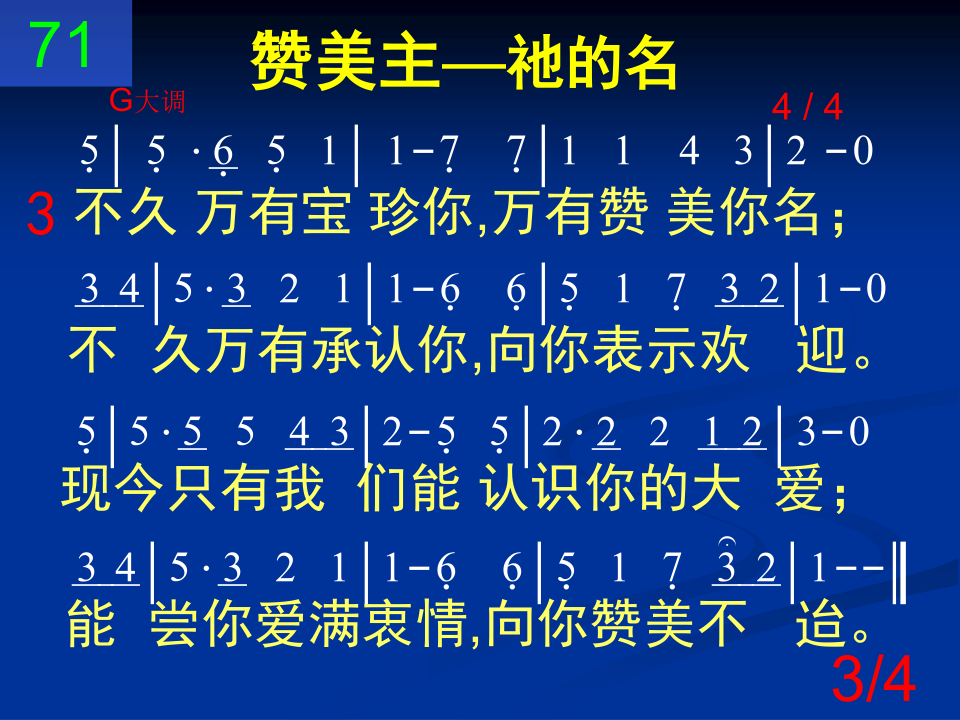 71
赞美主—祂的名
G大调
4 / 4
5̣ | 5̣ · 6̣ 5̣ 1 | 1 - 7̣ 7̣ | 1 1 4 3 | 2 - 0
3 不久 万有宝 珍你,万有赞 美你名；
3 4 | 5 · 3 2 1 | 1 - 6̣ 6̣ | 5̣ 1 7̣ 3 2 | 1 - 0
不 久万有承认你,向你表示欢 迎。
5̣ | 5 · 5 5 4 3 | 2 - 5̣ 5̣ | 2 · 2 2 1 2 | 3 - 0
现今只有我 们能 认识你的大 爱；
3 4 | 5 · 3 2 1 | 1 - 6̣ 6̣ | 5̣ 1 7̣ 3 2 | 1 - - ‖
能 尝你爱满衷情,向你赞美不 迨。
3/4